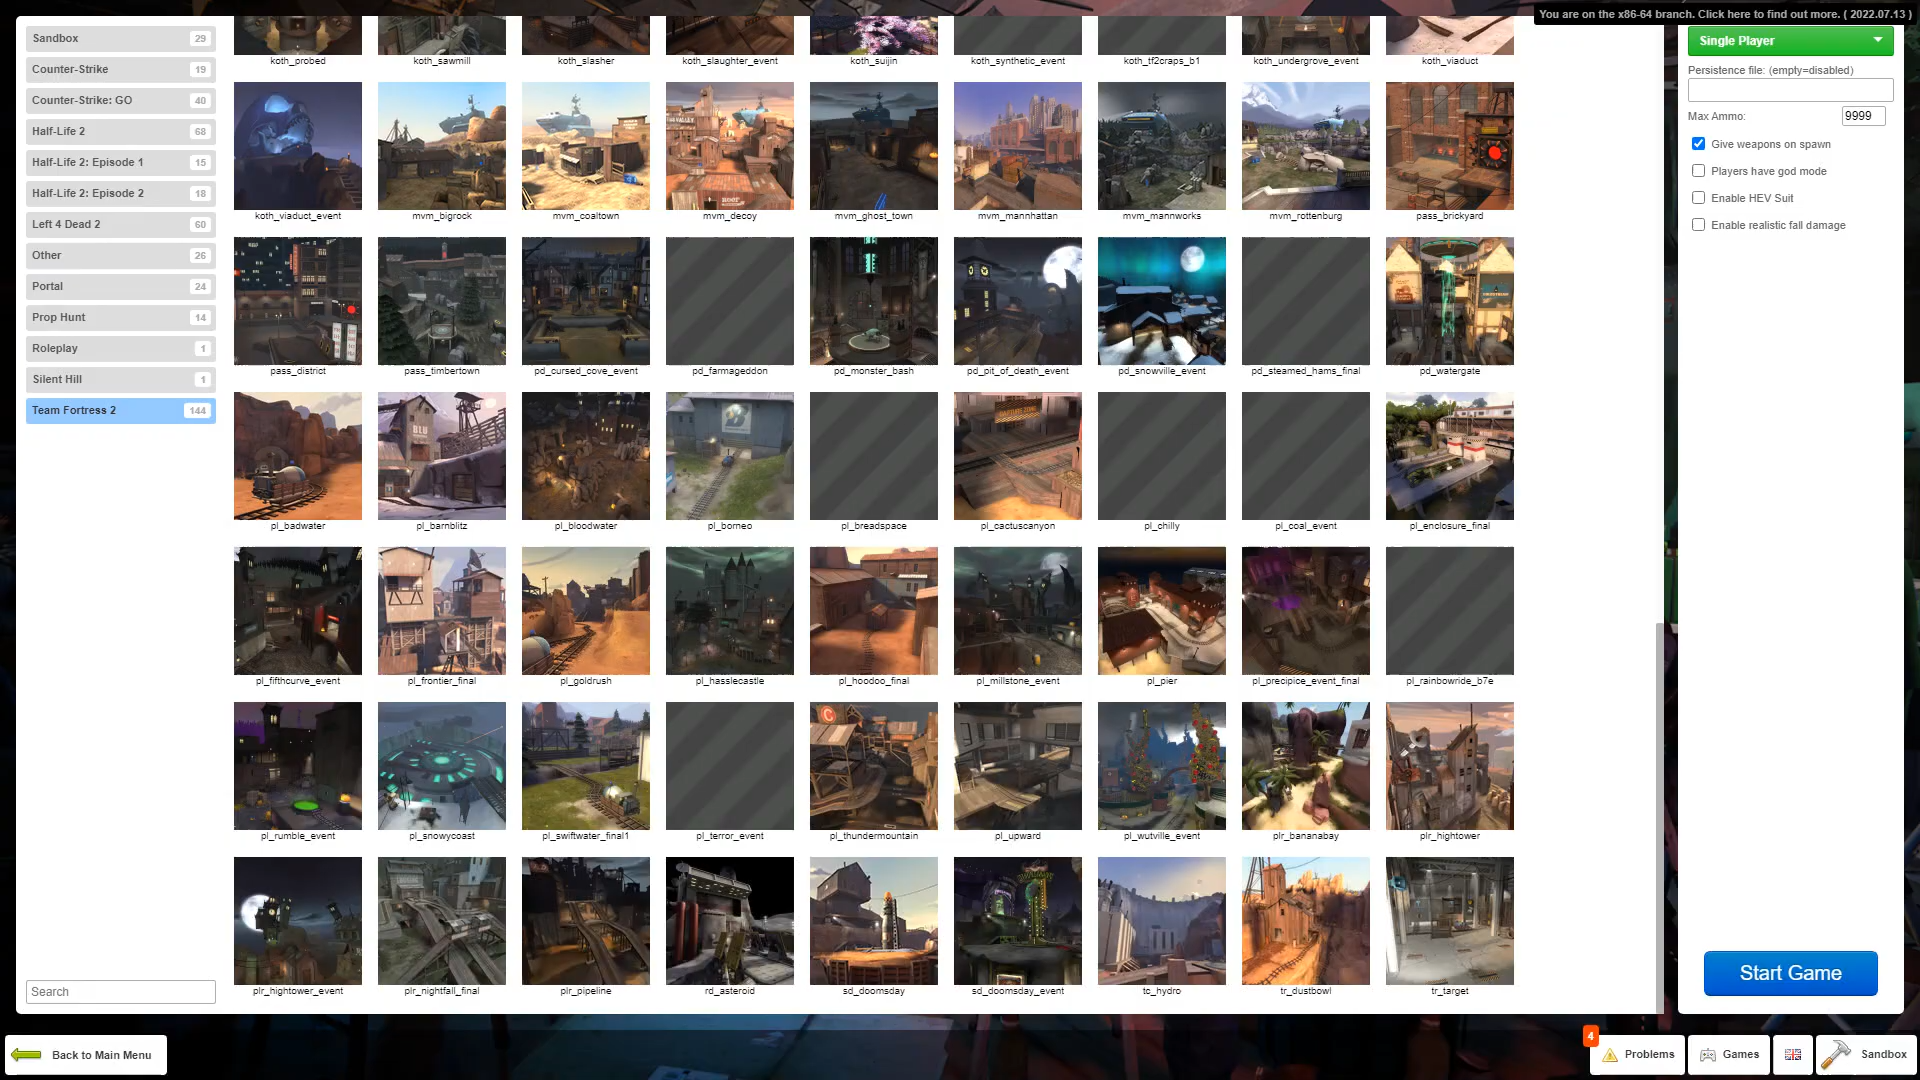 You are on the x86-64 branch. Click here to find out more. ( 2022.07.13 )
Sandbox 29
Counter-Strike 19
Counter-Strike: GO 40
Half-Life 2 68
Half-Life 2: Episode 1 15
Half-Life 2: Episode 2 18
Left 4 Dead 2 60
Other 26
Portal 24
Prop Hunt 14
Roleplay 1
Silent Hill 1
Team Fortress 2 144
Search
koth_probed koth_sawmill koth_slasher koth_slaughter_event koth_suijin koth_synthetic_event koth_tf2craps_b1 koth_undergrove_event koth_viaduct
koth_viaduct_event mvm_bigrock mvm_coaltown mvm_decoy mvm_ghost_town mvm_mannhattan mvm_mannworks mvm_rottenburg pass_brickyard
pass_district pass_timbertown pd_cursed_cove_event pd_farmageddon pd_monster_bash pd_pit_of_death_event pd_snowville_event pd_steamed_hams_final pd_watergate
BLU
pl_badwater pl_barnblitz pl_bloodwater pl_borneo pl_breadspace pl_cactuscanyon pl_chilly pl_coal_event pl_enclosure_final
pl_fifthcurve_event pl_frontier_final pl_goldrush pl_hasslecastle pl_hoodoo_final pl_millstone_event pl_pier pl_precipice_event_final pl_rainbowride_b7e
C
pl_rumble_event pl_snowycoast pl_swiftwater_final1 pl_terror_event pl_thundermountain pl_upward pl_wutville_event plr_bananabay plr_hightower
plr_hightower_event plr_nightfall_final plr_pipeline rd_asteroid sd_doomsday sd_doomsday_event tc_hydro tr_dustbowl tr_target
Single Player
Persistence file: (empty=disabled)
Max Ammo: 9999
Give weapons on spawn
Players have god mode
Enable HEV Suit
Enable realistic fall damage
Start Game
Back to Main Menu
4
Problems
Games
Sandbox